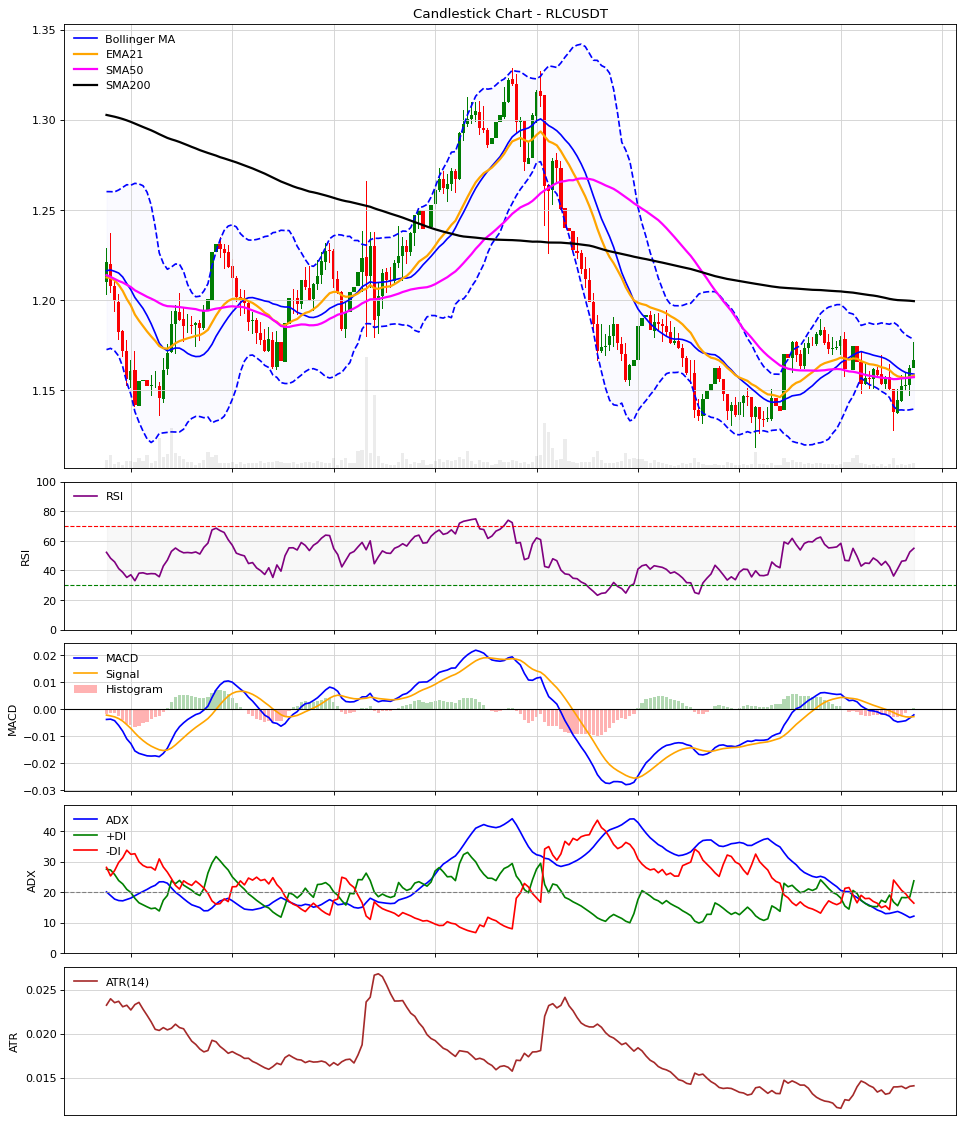 Candlestick Chart - RLCUSDT
1.35
1.30
1.25
1.20
1.15
Bollinger MA
EMA21
SMA50
SMA200
RSI
100
80
60
40
20
0
RSI
MACD
0.02
0.01
0.00
−0.01
−0.02
−0.03
MACD
Signal
Histogram
ADX
40
30
20
10
0
ADX
+DI
-DI
ATR
0.025
0.020
0.015
ATR(14)